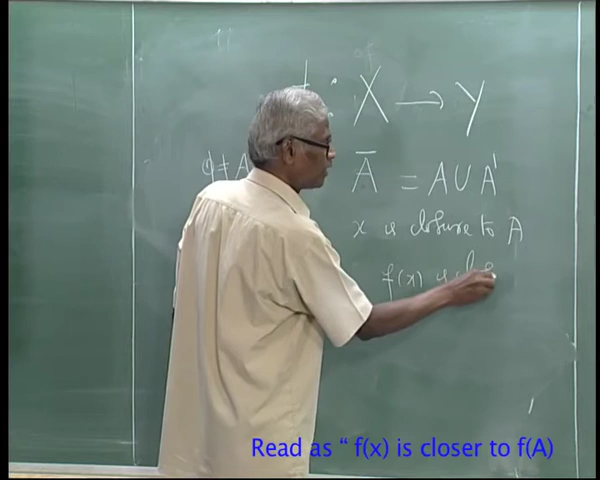 : X → Y
φ ≠ A
Ā = A ∪ A'
x is closure to A
f(x) is clo
Read as “ f(x) is closer to f(A)